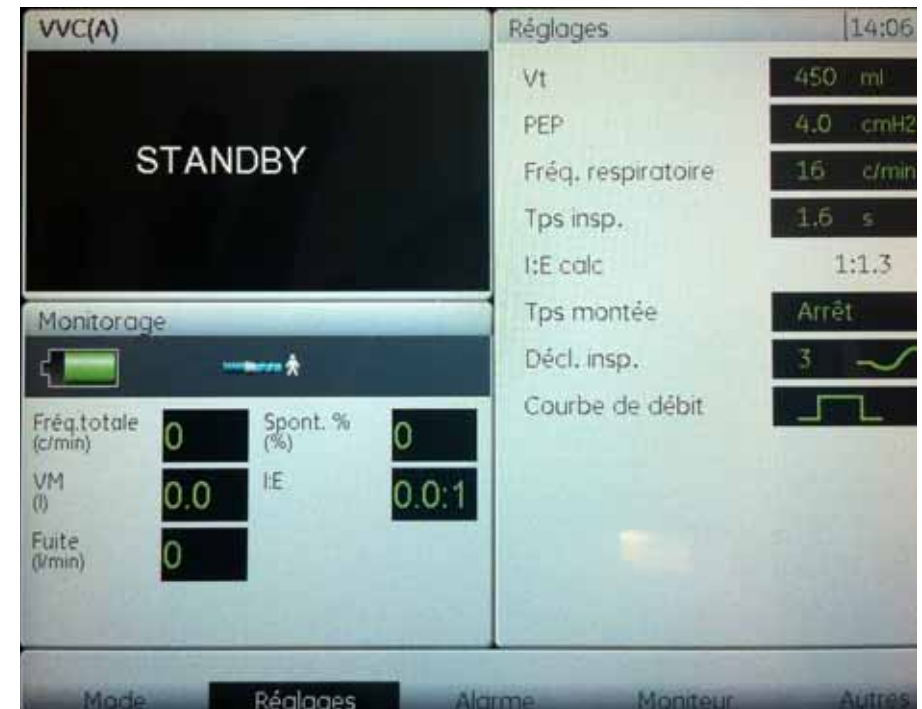 VVC(A)
STANDBY
Monitorage
Fréq.totale
(c/min)
0
Spont. %
(%)
0
VM
(l)
0.0
I:E
0.0:1
Fuite
(l/min)
0
Réglages 14:06
Vt 450 ml
PEP 4.0 cmH2
Fréq. respiratoire 16 c/min
Tps insp. 1.6 s
I:E calc 1:1.3
Tps montée Arrêt
Décl. insp. 3
Courbe de débit
Mode Réglages Alarme Moniteur Autres